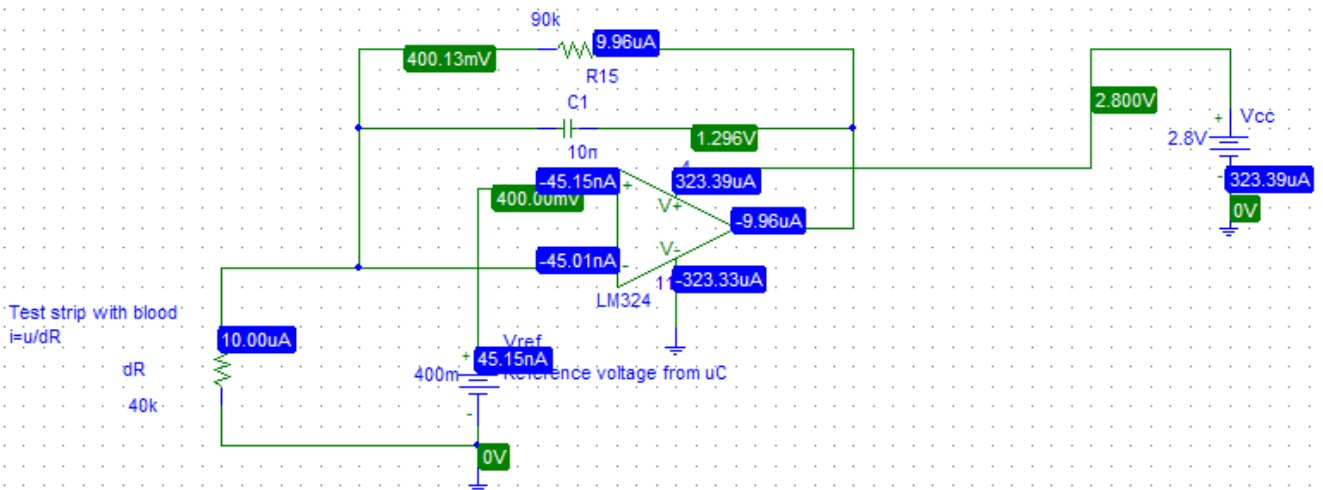 90k
9.96uA
400.13mV
R15
C1
2.800V
1.296V
Vcc
2.8V
10n
-45.15nA
+
323.39uA
400.00mV
V+
323.39uA
-9.96uA
0V
V-
-45.01nA
-
11
-323.33uA
LM324
Test strip with blood
i=u/dR
10.00uA
Vref
45.15nA
400m
Reference voltage from uC
dR
40k
0V